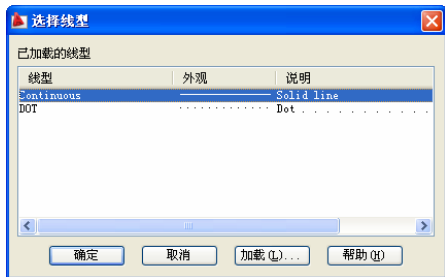 选择线型
已加载的线型
线型 外观 说明
Continuous Solid line
DOT Dot . . . . . . . . . . .
确定 取消 加载(L)... 帮助(H)